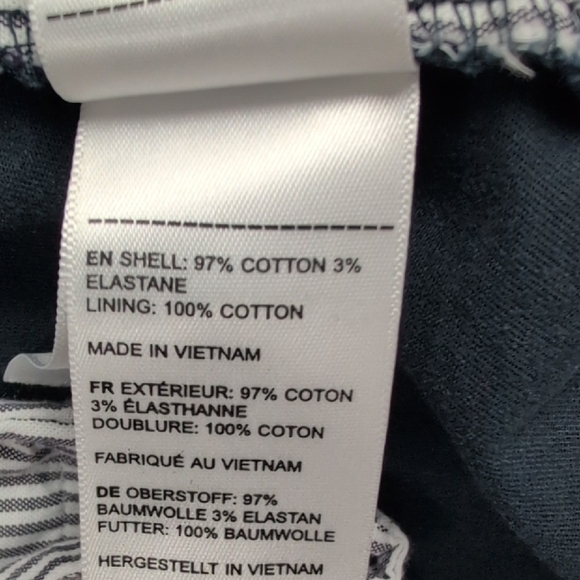 EN SHELL: 97% COTTON 3%
ELASTANE
LINING: 100% COTTON
MADE IN VIETNAM
FR EXTÉRIEUR: 97% COTON
3% ÉLASTHANNE
DOUBLURE: 100% COTON
FABRIQUÉ AU VIETNAM
DE OBERSTOFF: 97%
BAUMWOLLE 3% ELASTAN
FUTTER: 100% BAUMWOLLE
HERGESTELLT IN VIETNAM